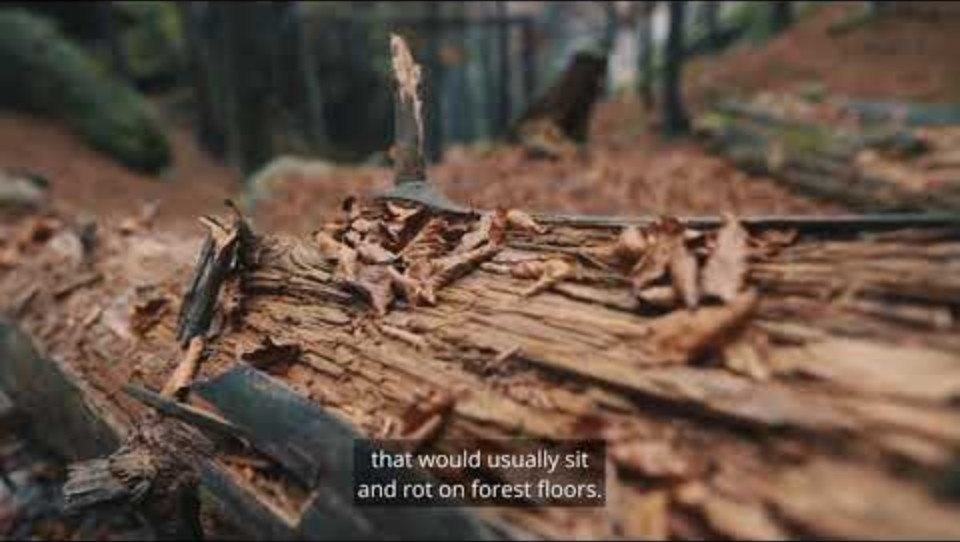 that would usually sit
and rot on forest floors.